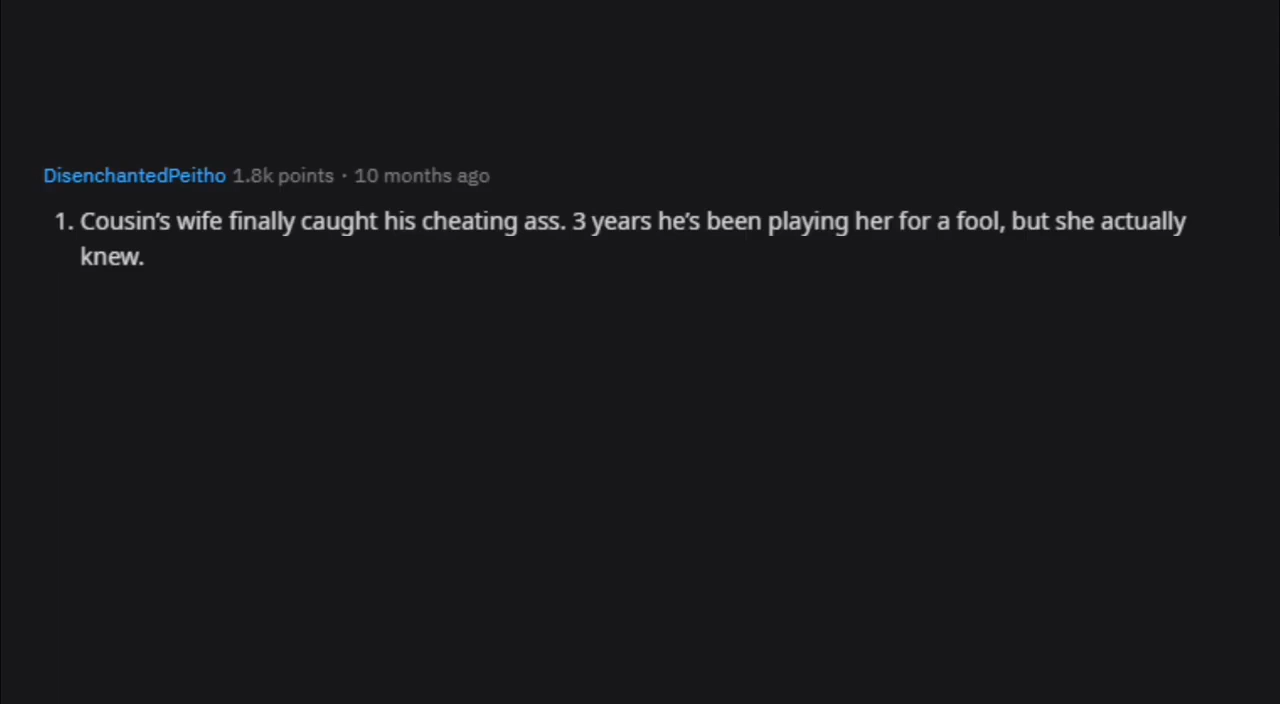 DisenchantedPeitho 1.8k points · 10 months ago
1. Cousin’s wife finally caught his cheating ass. 3 years he’s been playing her for a fool, but she actually
knew.